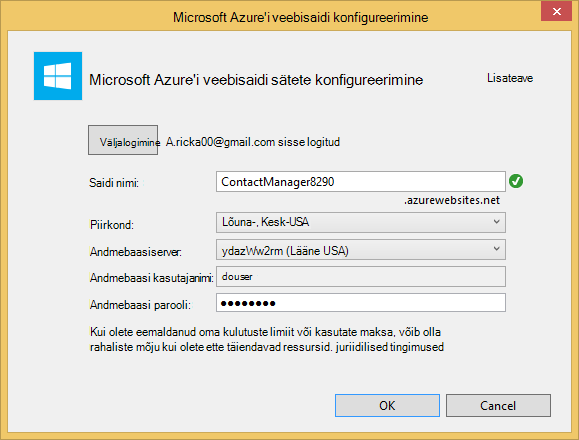 Microsoft Azure'i veebisaidi konfigureerimine
Microsoft Azure'i veebisaidi sätete konfigureerimine
Lisateave
Väljalogimine A.ricka00@gmail.com sisse logitud
Saidi nimi: ContactManager8290
.azurewebsites.net
Piirkond: Lõuna-, Kesk-USA
Andmebaasiserver: ydazWw2rm (Lääne USA)
Andmebaasi kasutajanimi: douser
Andmebaasi parooli: ●●●●●●●●
Kui olete eemaldanud oma kulutuste limiit või kasutate maksa, võib olla
rahaliste mõju kui olete ette täiendavad ressursid. juriidilised tingimused
OK
Cancel